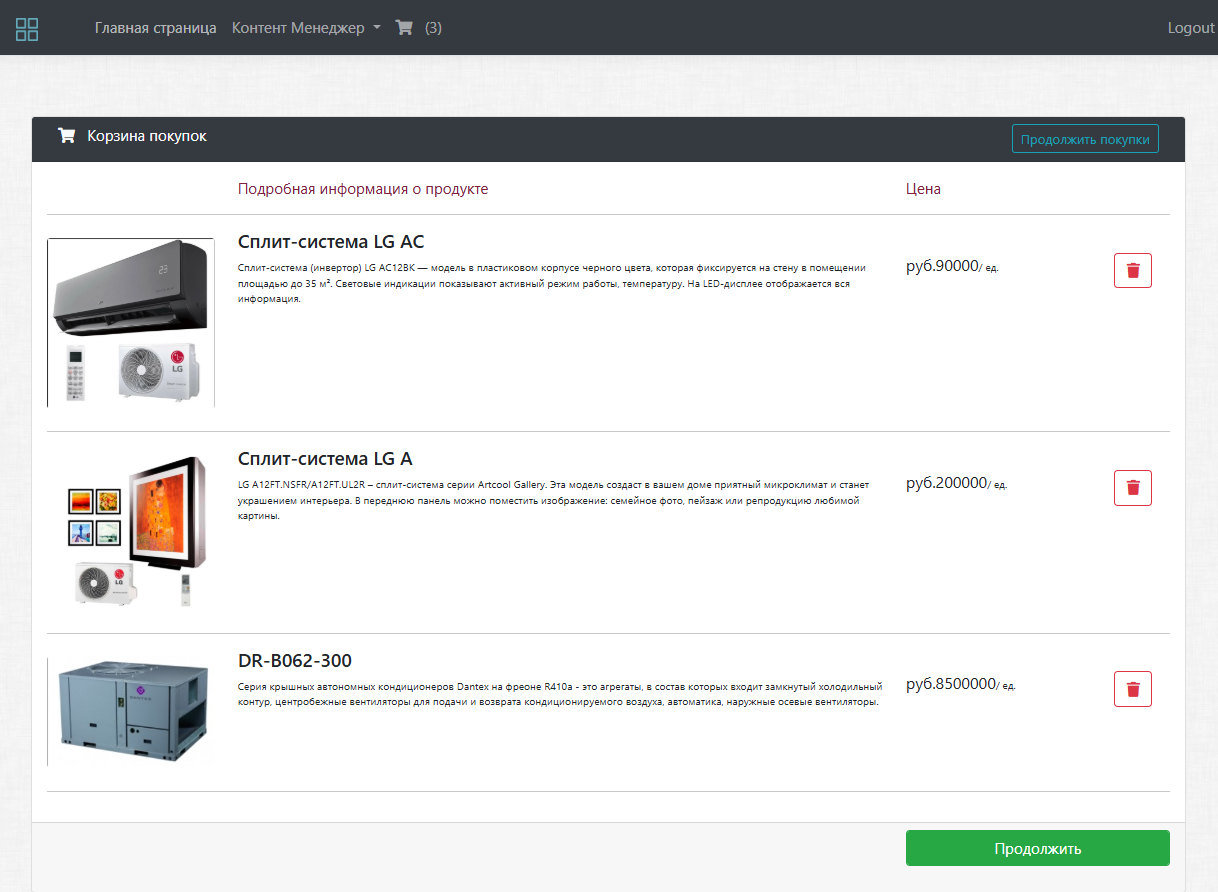 Главная страница Контент Менеджер (3) Logout
Корзина покупок Продолжить покупки
Подробная информация о продукте Цена
Сплит-система LG AC
Сплит-система (инвертор) LG AC12BK — модель в пластиковом корпусе черного цвета, которая фиксируется на стену в помещении
площадью до 35 м². Световые индикации показывают активный режим работы, температуру. На LED-дисплее отображается вся
информация.
руб.90000/ ед.
23
LG
Сплит-система LG A
LG A12FT.NSFR/A12FT.UL2R – сплит-система серии Artcool Gallery. Эта модель создаст в вашем доме приятный микроклимат и станет
украшением интерьера. В переднюю панель можно поместить изображение: семейное фото, пейзаж или репродукцию любимой
картины.
руб.200000/ ед.
LG
DR-B062-300
Серия крышных автономных кондиционеров Dantex на фреоне R410a - это агрегаты, в состав которых входит замкнутый холодильный
контур, центробежные вентиляторы для подачи и возврата кондиционируемого воздуха, автоматика, наружные осевые вентиляторы.
руб.8500000/ ед.
Продолжить